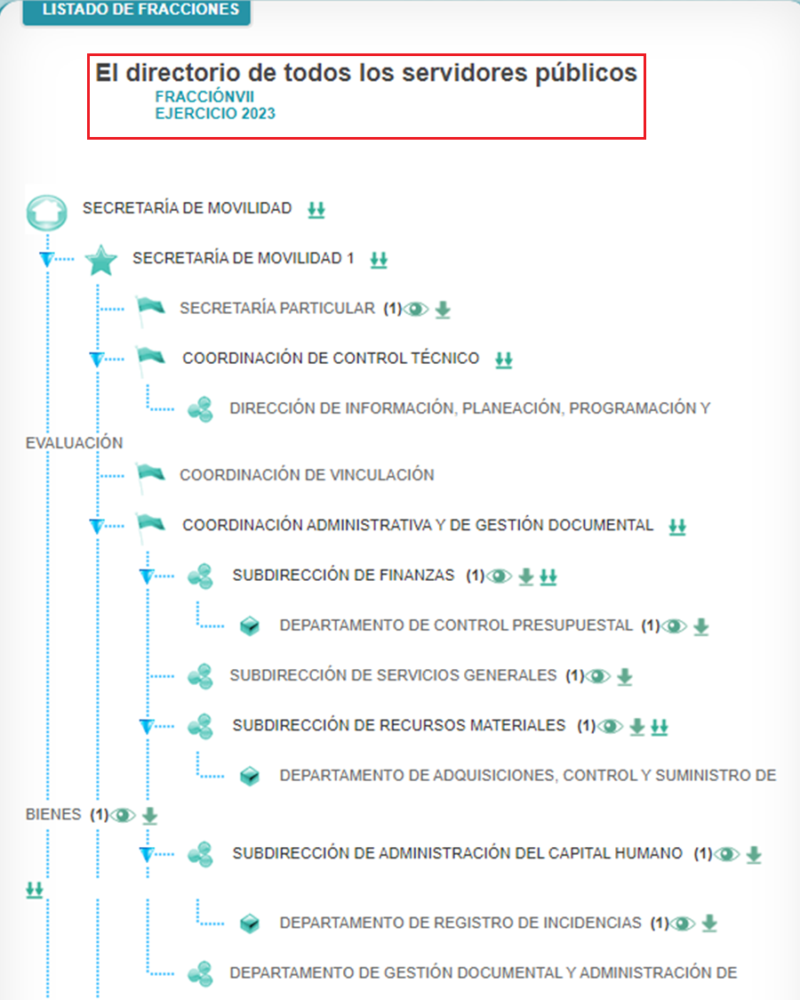 LISTADO DE FRACCIONES
El directorio de todos los servidores públicos
FRACCIÓNVII
EJERCICIO 2023
SECRETARÍA DE MOVILIDAD
SECRETARÍA DE MOVILIDAD 1
SECRETARÍA PARTICULAR (1)
COORDINACIÓN DE CONTROL TÉCNICO
DIRECCIÓN DE INFORMACIÓN, PLANEACIÓN, PROGRAMACIÓN Y
EVALUACIÓN
COORDINACIÓN DE VINCULACIÓN
COORDINACIÓN ADMINISTRATIVA Y DE GESTIÓN DOCUMENTAL
SUBDIRECCIÓN DE FINANZAS (1)
DEPARTAMENTO DE CONTROL PRESUPUESTAL (1)
SUBDIRECCIÓN DE SERVICIOS GENERALES (1)
SUBDIRECCIÓN DE RECURSOS MATERIALES (1)
DEPARTAMENTO DE ADQUISICIONES, CONTROL Y SUMINISTRO DE
BIENES (1)
SUBDIRECCIÓN DE ADMINISTRACIÓN DEL CAPITAL HUMANO (1)
DEPARTAMENTO DE REGISTRO DE INCIDENCIAS (1)
DEPARTAMENTO DE GESTIÓN DOCUMENTAL Y ADMINISTRACIÓN DE